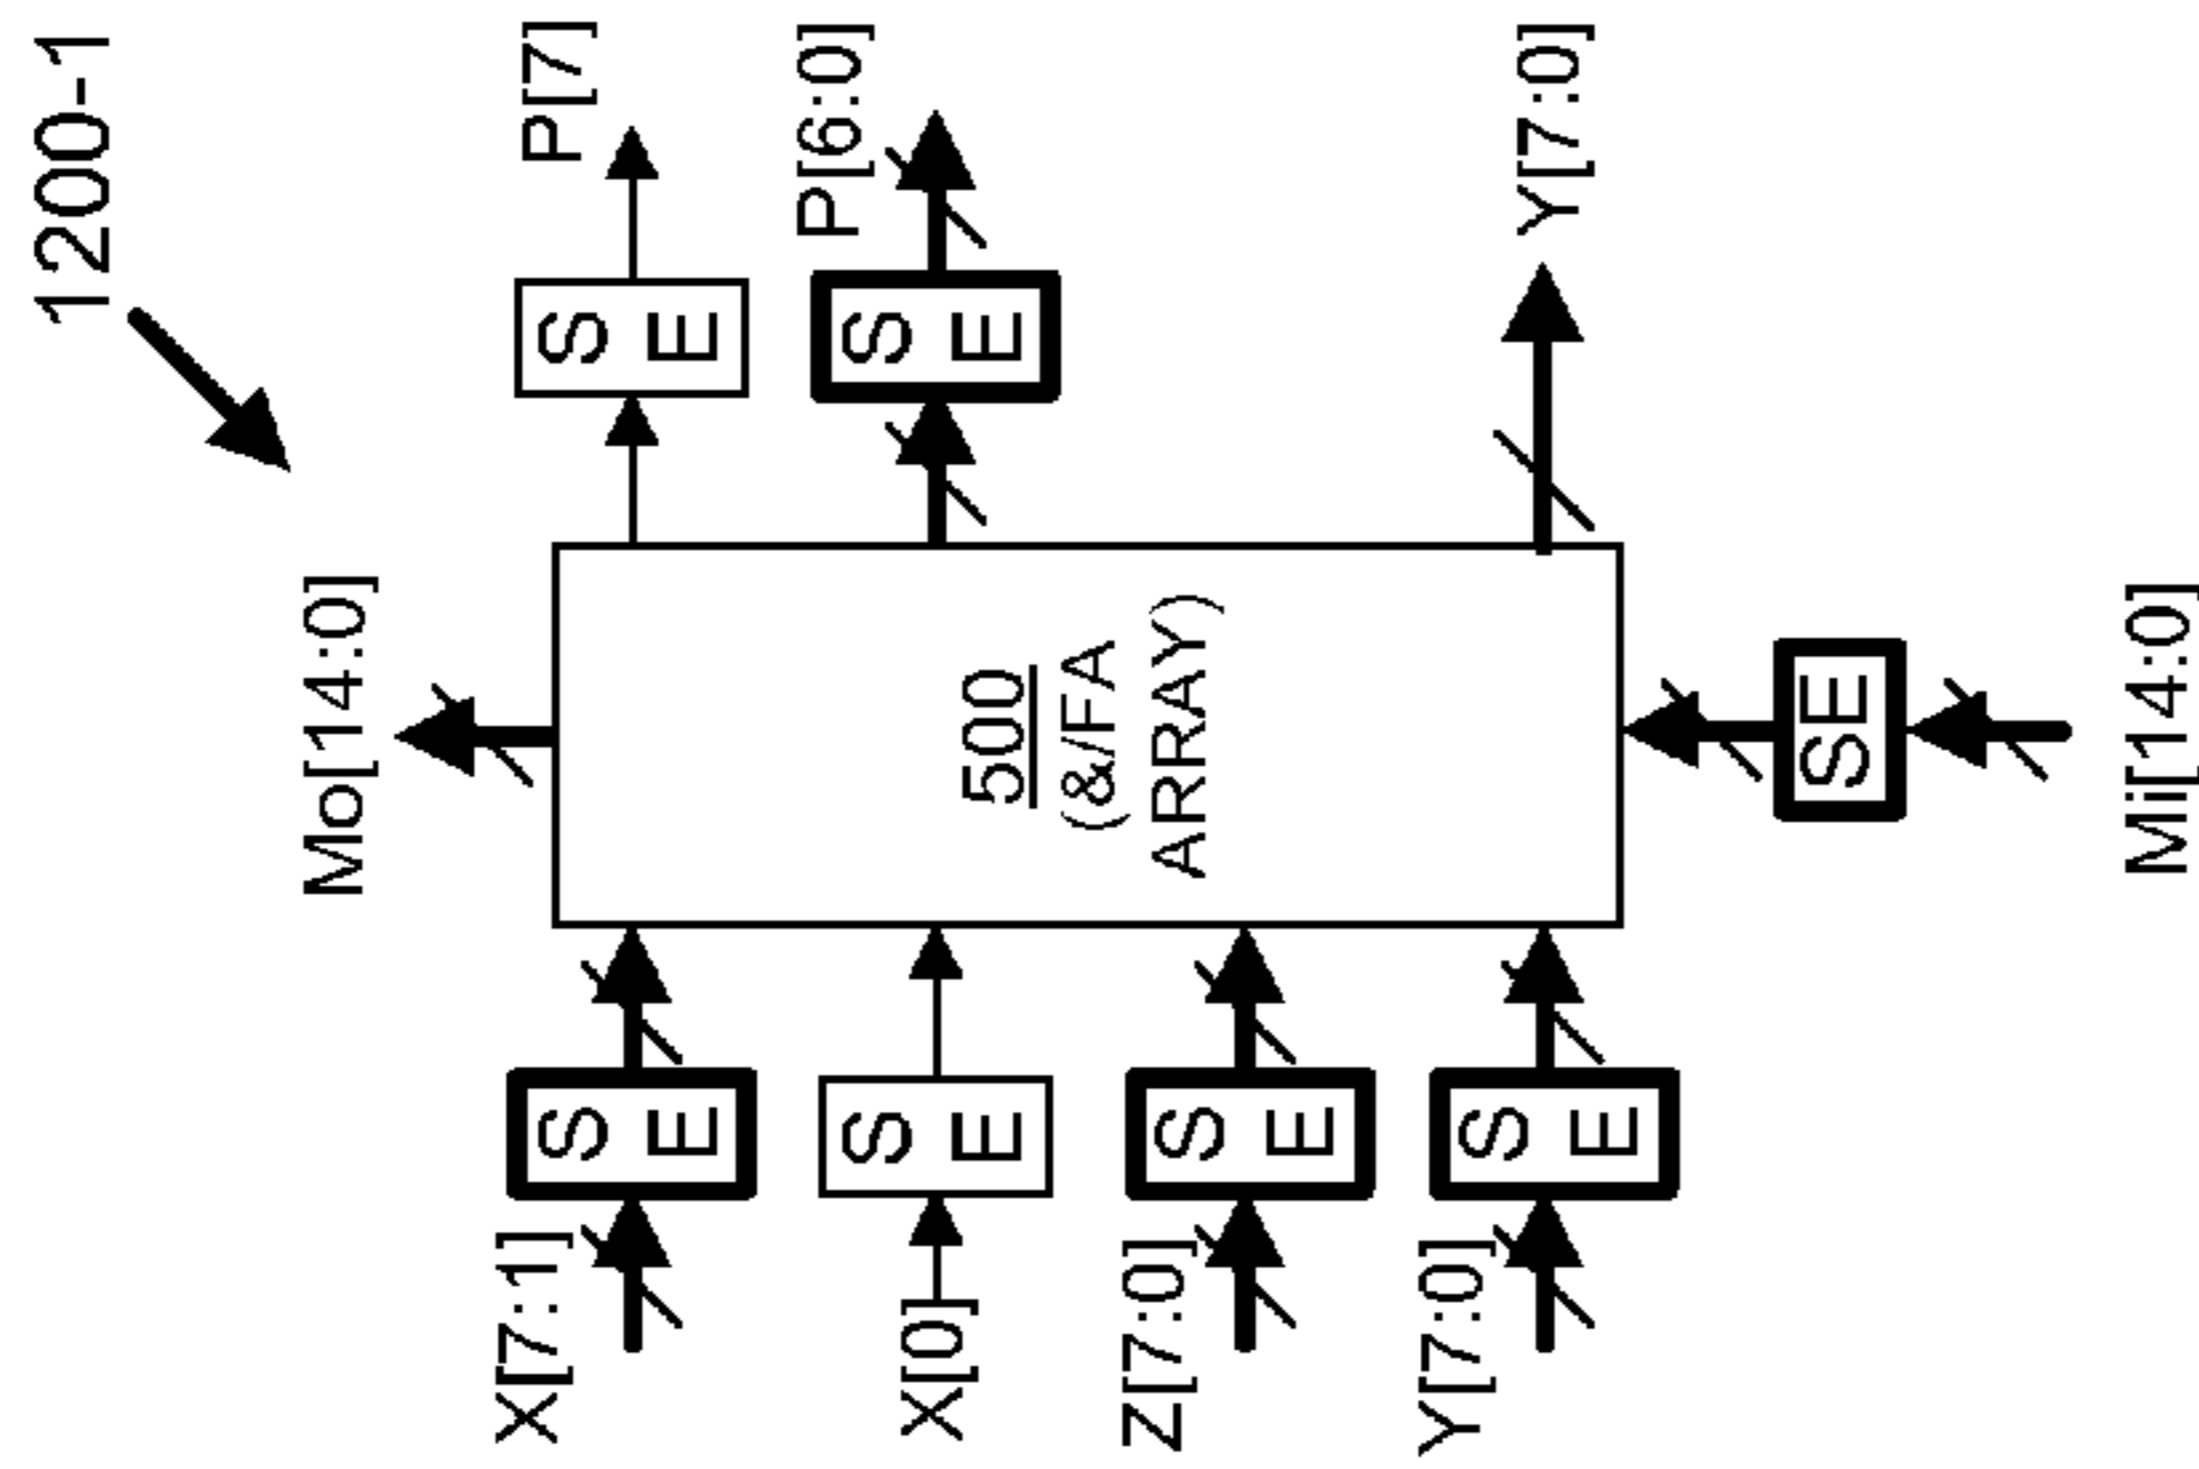 1200-1
Mo[14:0]
X[7:1]
S
E
S
E
P[7]
X[0]
S
E
S
E
P[6:0]
500
(&/FA
ARRAY)
Z[7:0]
S
E
Y[7:0]
S
E
Y[7:0]
SE
Mi[14:0]